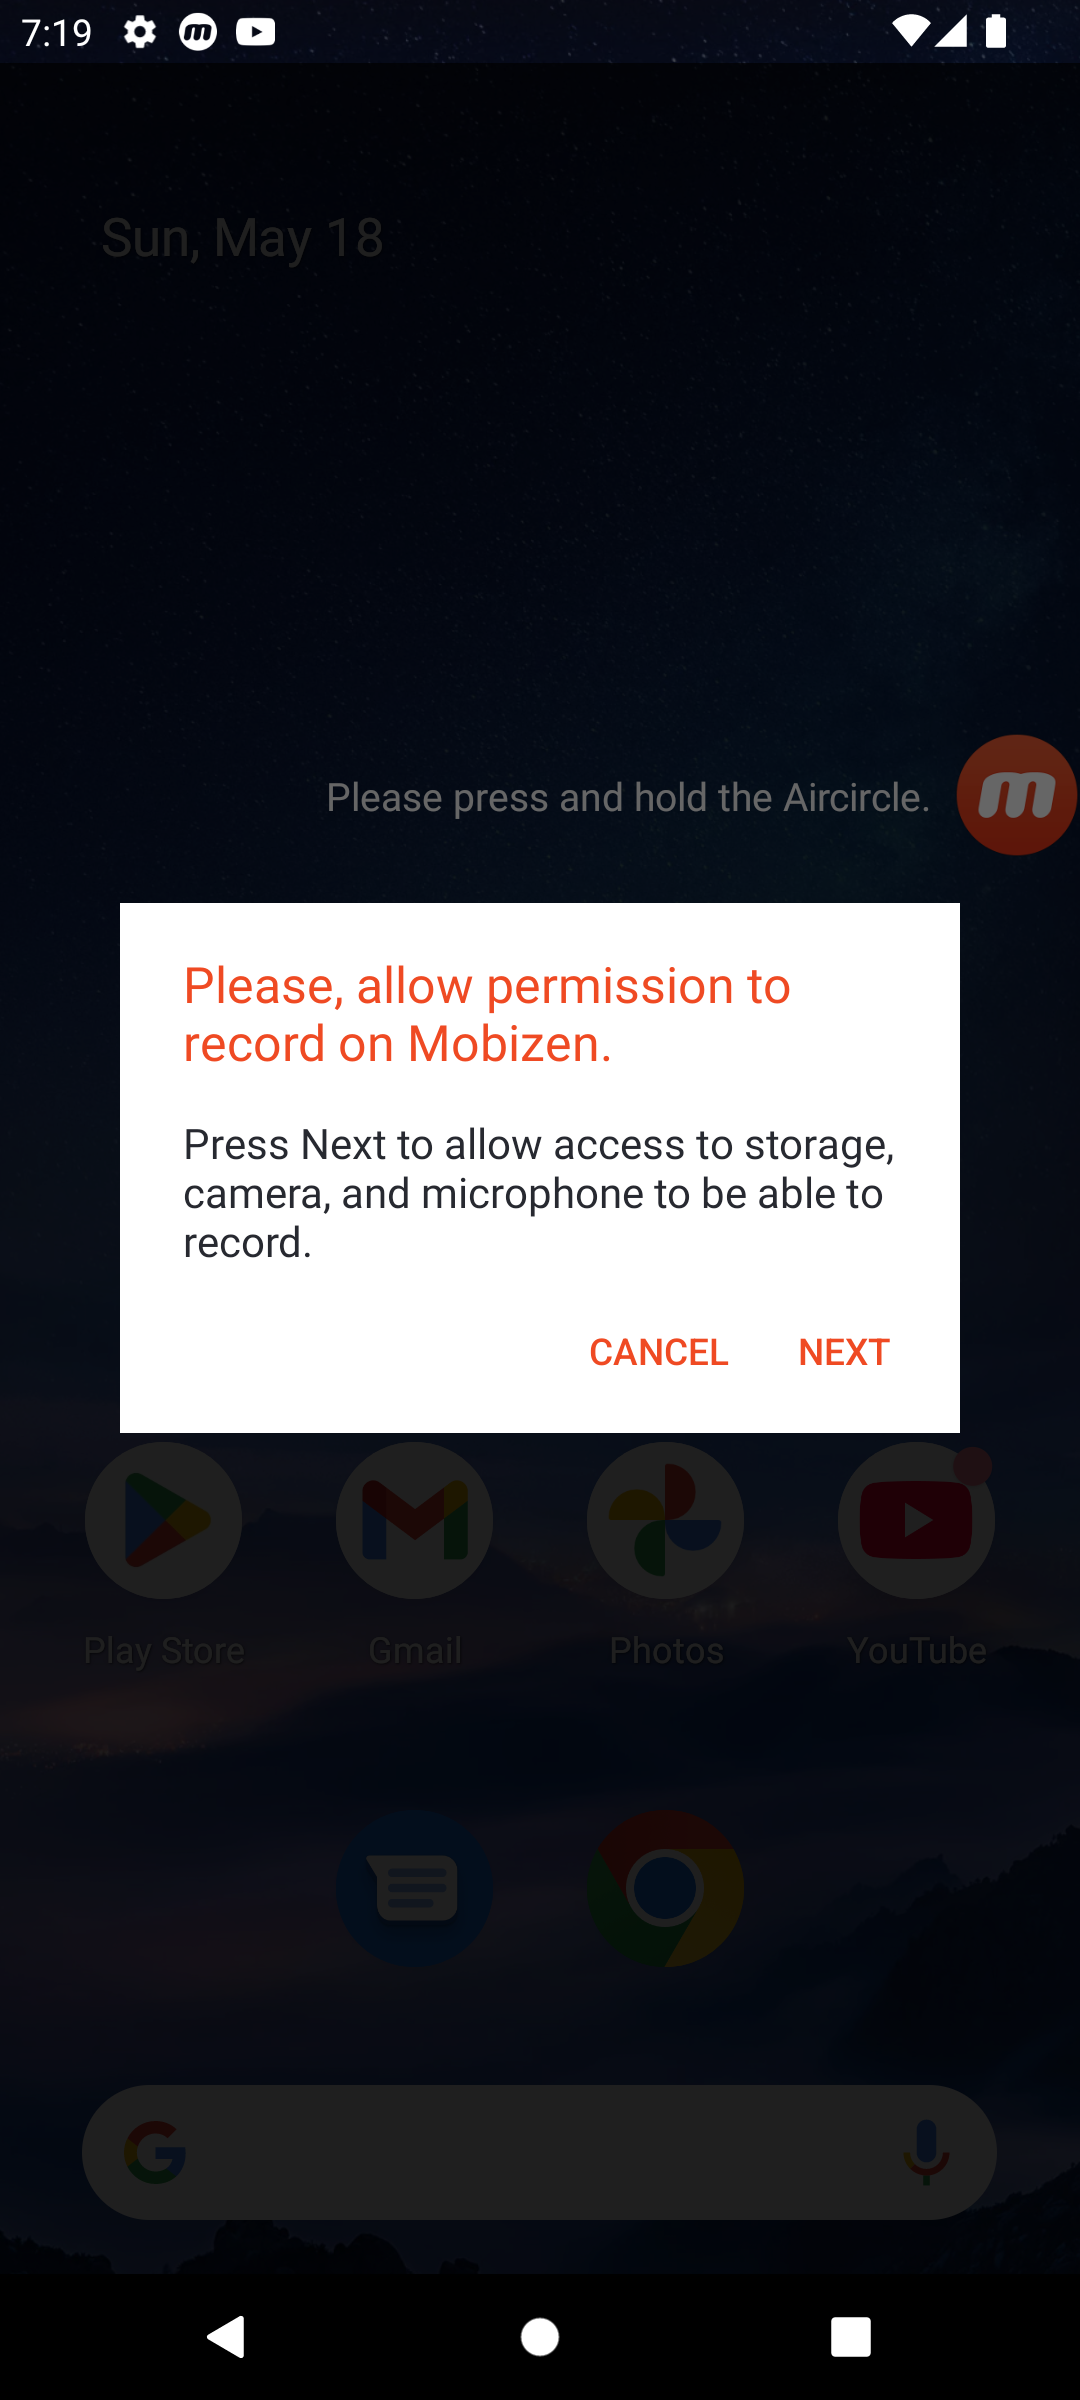 7:19
Sun, May 18
Please press and hold the Aircircle.
Please, allow permission to
record on Mobizen.
Press Next to allow access to storage,
camera, and microphone to be able to
record.
CANCEL NEXT
Play Store Gmail Photos YouTube